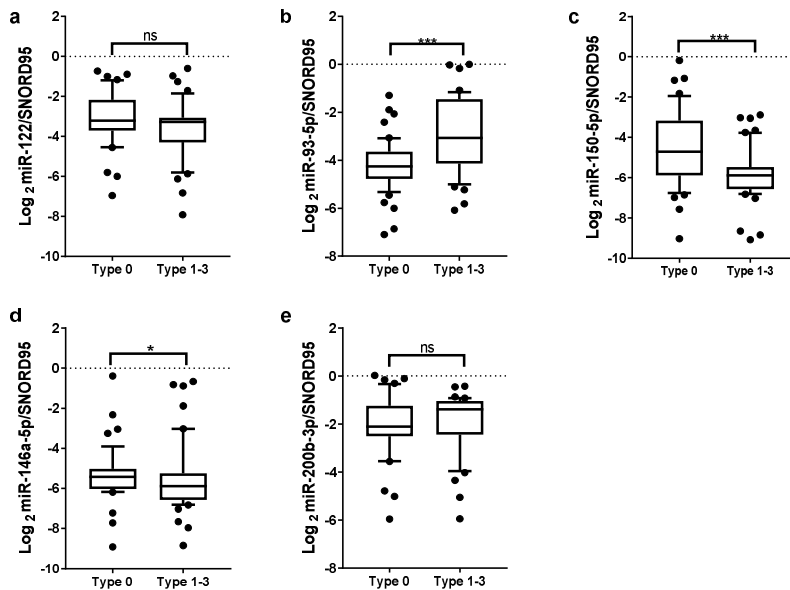 a
ns
2
0
-2
-4
-6
-8
-10
Log 2 miR-122/SNORD95
Type 0
Type 1-3
b
***
2
0
-2
-4
-6
-8
Log 2 miR-93-5p/SNORD95
Type 0
Type 1-3
c
***
2
0
-2
-4
-6
-8
-10
Log 2 miR-150-5p/SNORD95
Type 0
Type 1-3
d
*
2
0
-2
-4
-6
-8
-10
Log 2 miR-146a-5p/SNORD95
Type 0
Type 1-3
e
ns
2
0
-2
-4
-6
-8
Log 2 miR-200b-3p/SNORD95
Type 0
Type 1-3